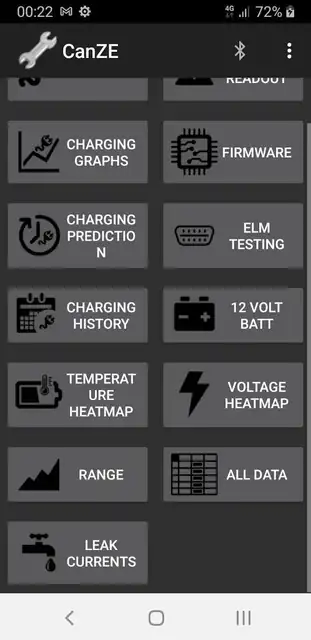 00:22
4G
72%
CanZE
READOUT
CHARGING
GRAPHS
FIRMWARE
CHARGING
PREDICTIO
N
ELM
TESTING
CHARGING
HISTORY
12 VOLT
BATT
TEMPERAT
URE
HEATMAP
VOLTAGE
HEATMAP
RANGE
ALL DATA
LEAK
CURRENTS